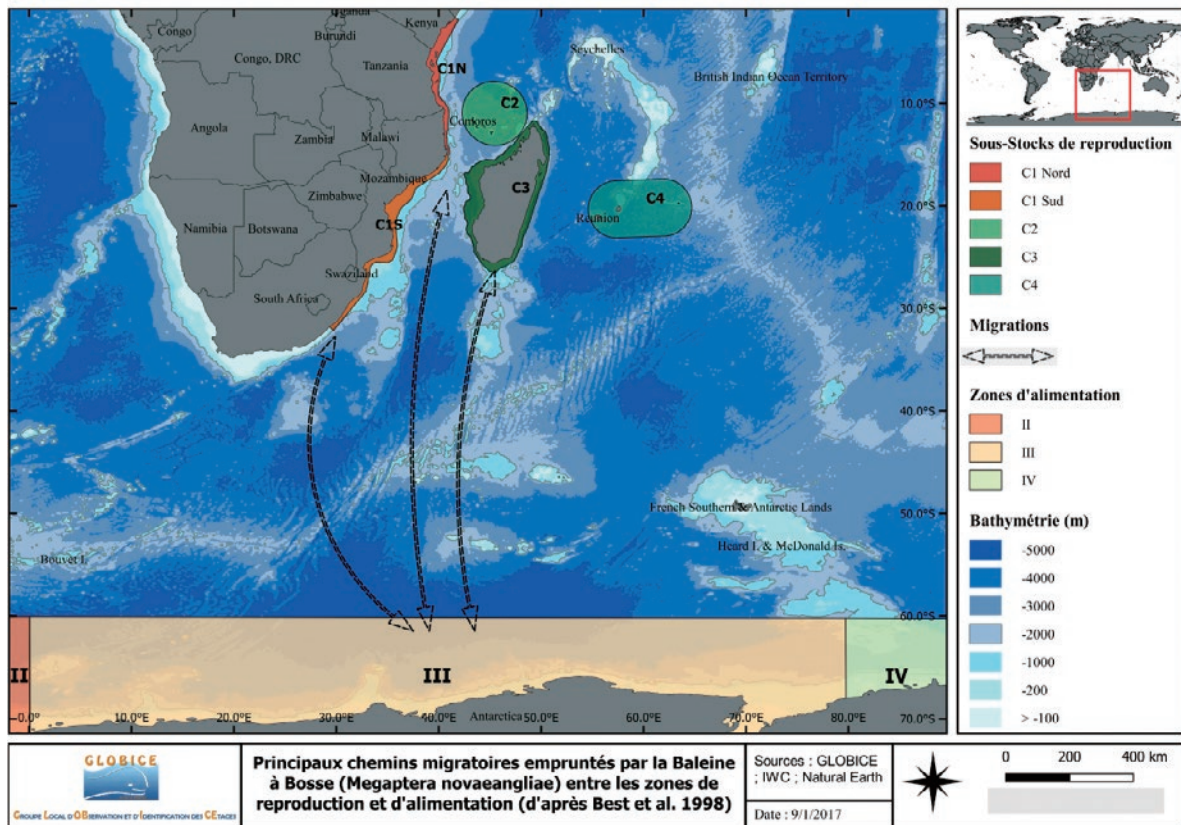 Uganda
Congo
Kenya
Burundi
Congo, DRC
Tanzania
C1N
Seychelles
British Indian Ocean Territory
10.0°S
C2
Comoros
Angola
Zambia
Malawi
Mozambique
C3
Zimbabwe
C4
Réunion
20.0°S
Namibia
Botswana
C1S
Swaziland
South Africa
30.0°S
40.0°S
French Southern & Antarctic Lands
50.0°S
Heard I. & McDonald Is.
Bouvet I.
60.0°S
II
III
IV
Antarctica
0.0°
10.0°E
20.0°E
30.0°E
40.0°E
50.0°E
60.0°E
70.0°E
80.0°E
70.0°S
Sous-Stocks de reproduction
C1 Nord
C1 Sud
C2
C3
C4
Migrations
Zones d'alimentation
II
III
IV
Bathymétrie (m)
-5000
-4000
-3000
-2000
-1000
-200
> -100
GLOBICE
GROUPE LOCAL D'OBSERVATION ET D'IDENTIFICATION DES CETACES
Principaux chemins migratoires empruntés par la Baleine
à Bosse (Megaptera novaeangliae) entre les zones de
reproduction et d'alimentation (d'après Best et al. 1998)
Sources : GLOBICE
; IWC ; Natural Earth
Date : 9/1/2017
0 200 400 km